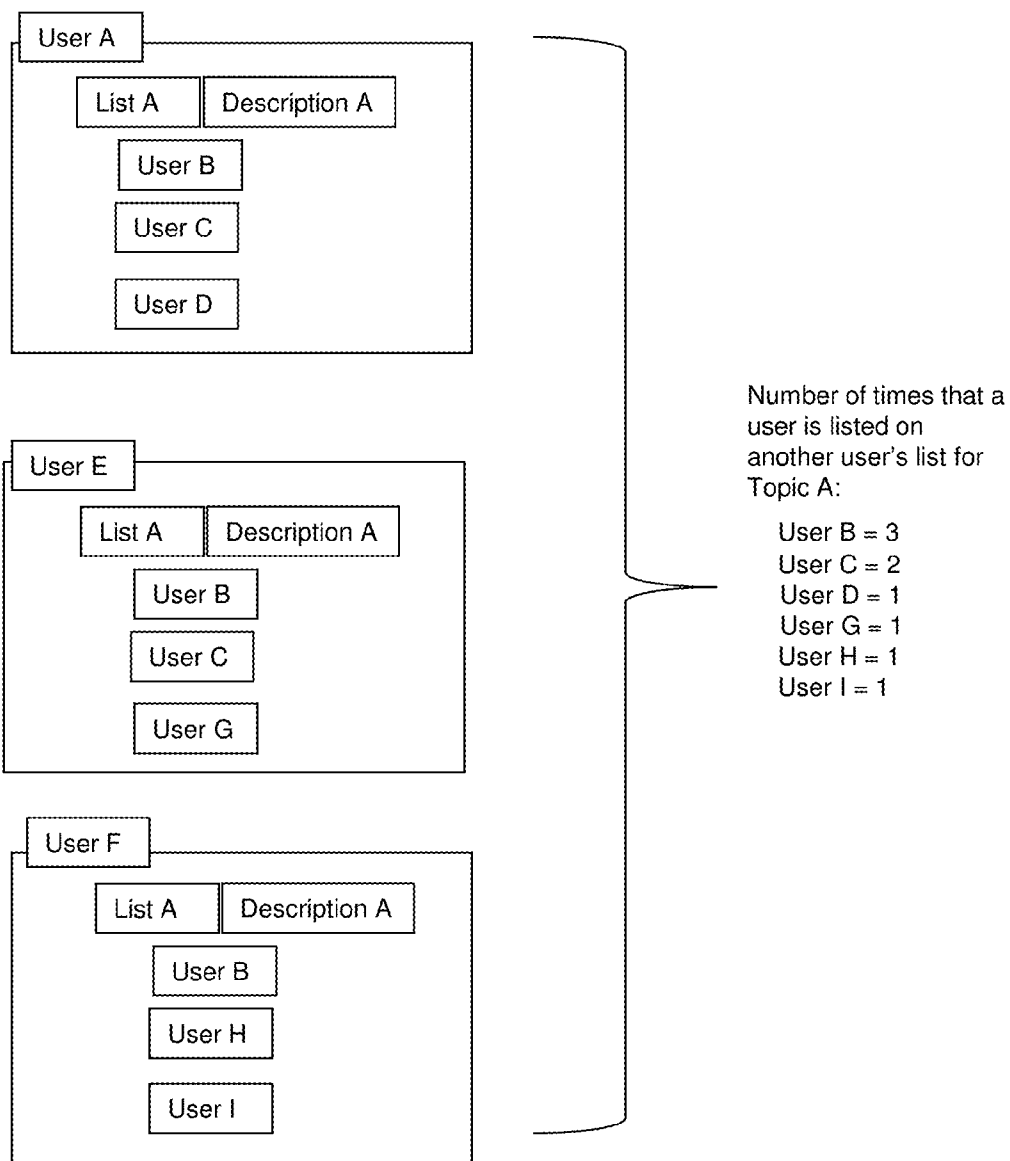 User A
List A
Description A
User B
User C
User D
User E
List A
Description A
User B
User C
User G
User F
List A
Description A
User B
User H
User I
Number of times that a
user is listed on
another user's list for
Topic A:
User B = 3
User C = 2
User D = 1
User G = 1
User H = 1
User I = 1